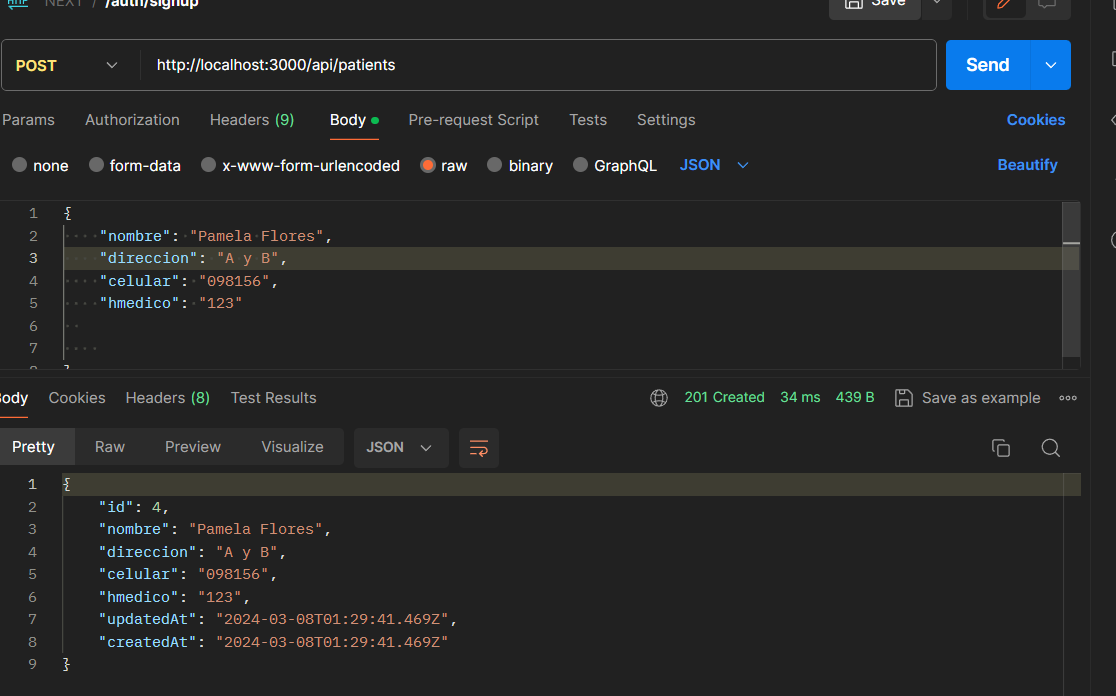 HTTP NEXT / /auth/signup Save
POST http://localhost:3000/api/patients Send
Params Authorization Headers (9) Body Pre-request Script Tests Settings Cookies
none form-data x-www-form-urlencoded raw binary GraphQL JSON Beautify
1 {
2 "nombre": "Pamela Flores",
3 "direccion": "A y B",
4 "celular": "098156",
5 "hmedico": "123"
6
7
8 }
Body Cookies Headers (8) Test Results 201 Created 34 ms 439 B Save as example
Pretty Raw Preview Visualize JSON
1 {
2 "id": 4,
3 "nombre": "Pamela Flores",
4 "direccion": "A y B",
5 "celular": "098156",
6 "hmedico": "123",
7 "updatedAt": "2024-03-08T01:29:41.469Z",
8 "createdAt": "2024-03-08T01:29:41.469Z"
9 }